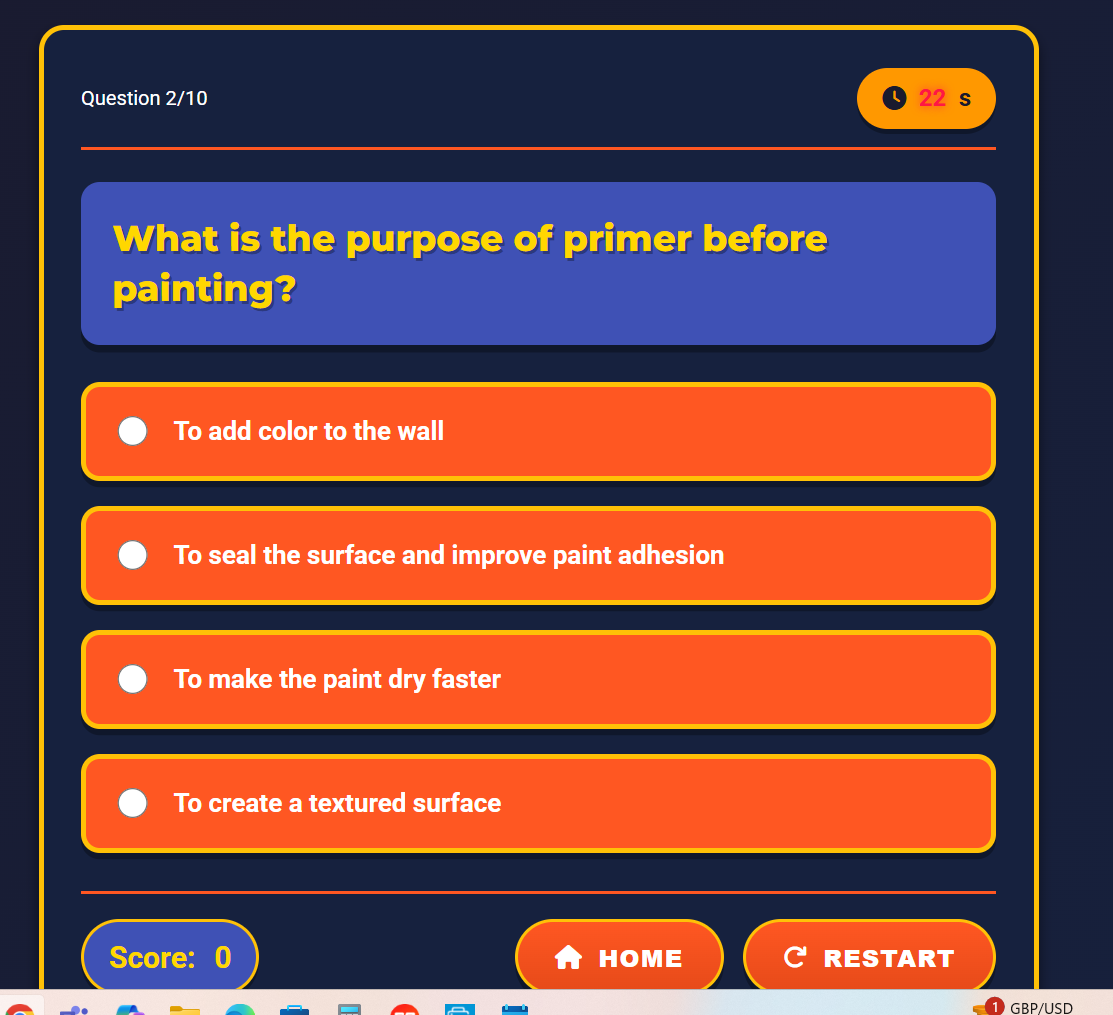 Question 2/10
22 s
What is the purpose of primer before
painting?
To add color to the wall
To seal the surface and improve paint adhesion
To make the paint dry faster
To create a textured surface
Score: 0
HOME
RESTART
1
GBP/USD